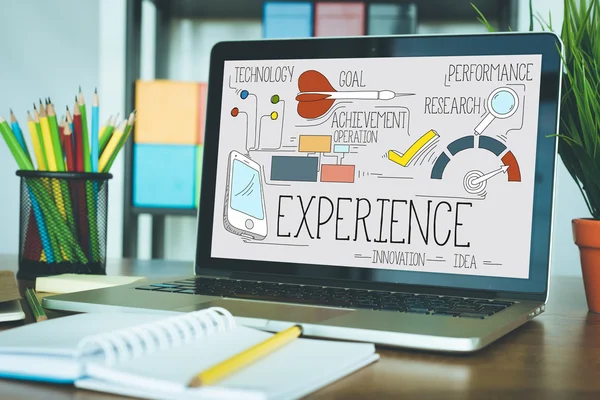 TECHNOLOGY
GOAL
PERFORMANCE
RESEARCH
ACHIEVEMENT
OPERATION
EXPERIENCE
INNOVATION
IDEA